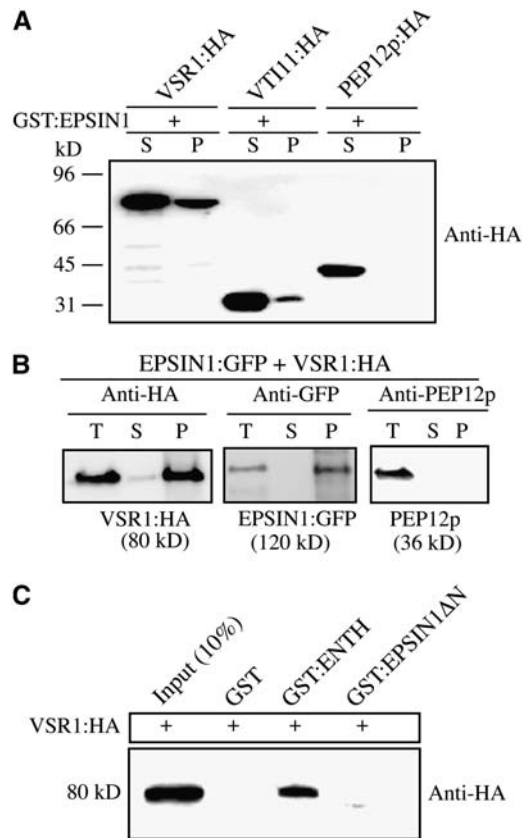 A
VSR1:HA VTI11:HA PEP12p:HA
GST:EPSIN1 + + +
kD S P S P S P
96
66
45
31
Anti-HA
B
EPSIN1:GFP + VSR1:HA
Anti-HA Anti-GFP Anti-PEP12p
T S P T S P T S P
VSR1:HA EPSIN1:GFP PEP12p
(80 kD) (120 kD) (36 kD)
C
Input (10%) GST GST:ENTH GST:EPSIN1ΔN
VSR1:HA + + + +
80 kD Anti-HA